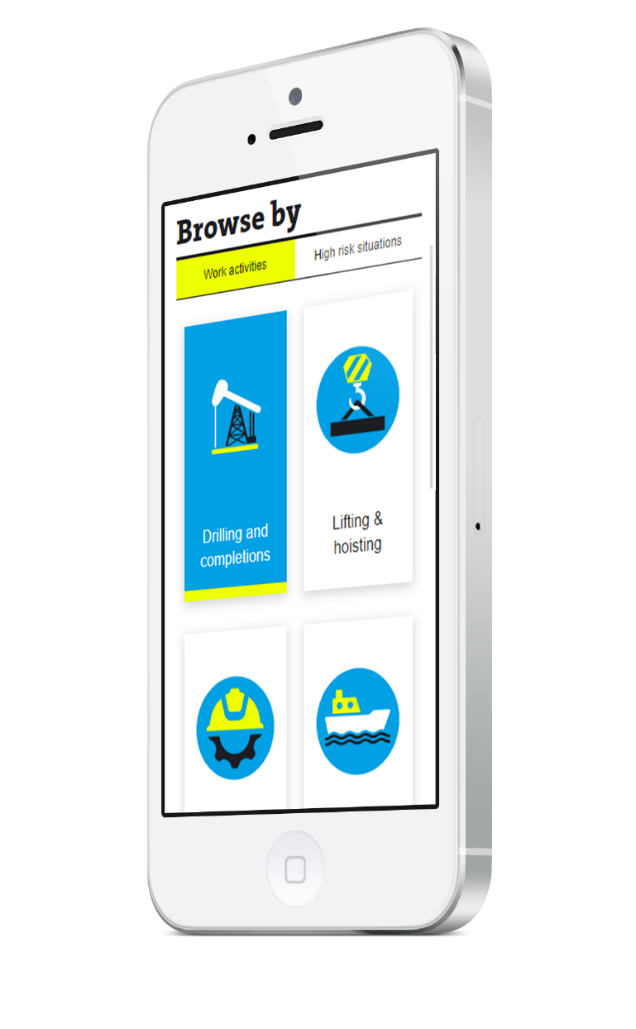 Browse by
Work activities
High risk situations
Drilling and
completions
Lifting &
hoisting